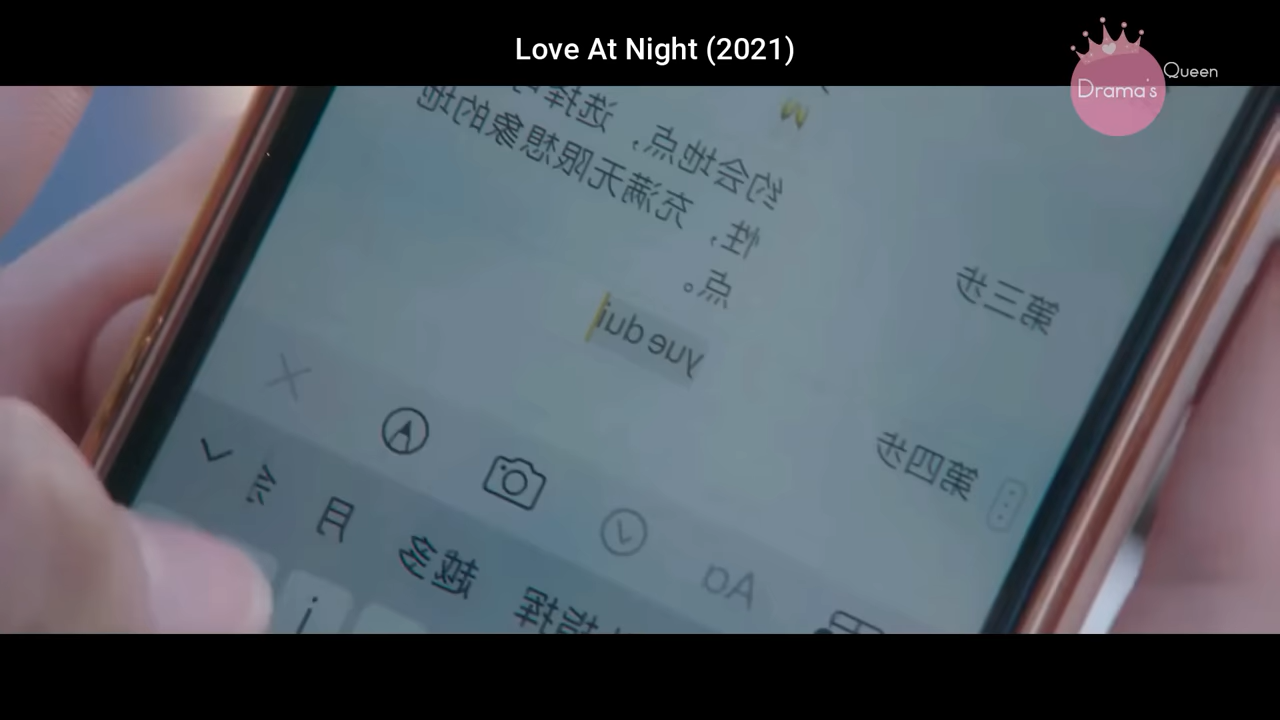 Love At Night (2021)
Drama's
Queen
约会地点，选择
性，充满无限想象的地
点。
第三步
yue dui
第四步
Aa
越多 月
i